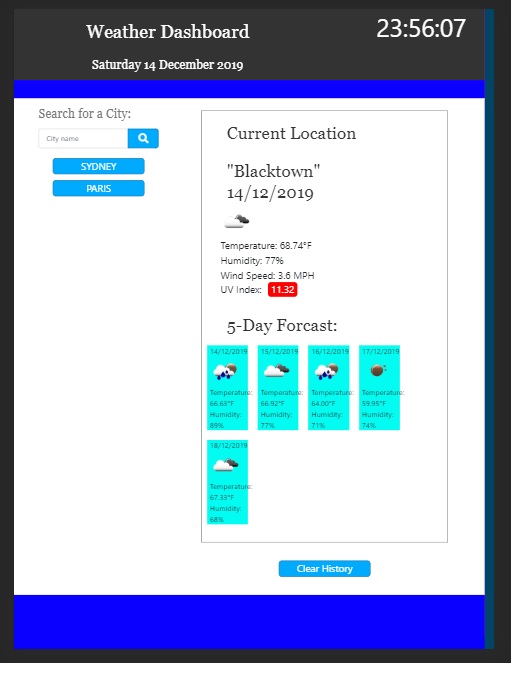 Weather Dashboard
23:56:07
Saturday 14 December 2019
Search for a City:
City name
SYDNEY
PARIS
Current Location
"Blacktown"
14/12/2019
Temperature: 68.74°F
Humidity: 77%
Wind Speed: 3.6 MPH
UV Index: 11.32
5-Day Forcast:
14/12/2019
Temperature:
66.63°F
Humidity:
89%
15/12/2019
Temperature:
66.92°F
Humidity:
77%
16/12/2019
Temperature:
64.00°F
Humidity:
71%
17/12/2019
Temperature:
59.95°F
Humidity:
74%
18/12/2019
Temperature:
67.33°F
Humidity:
68%
Clear History